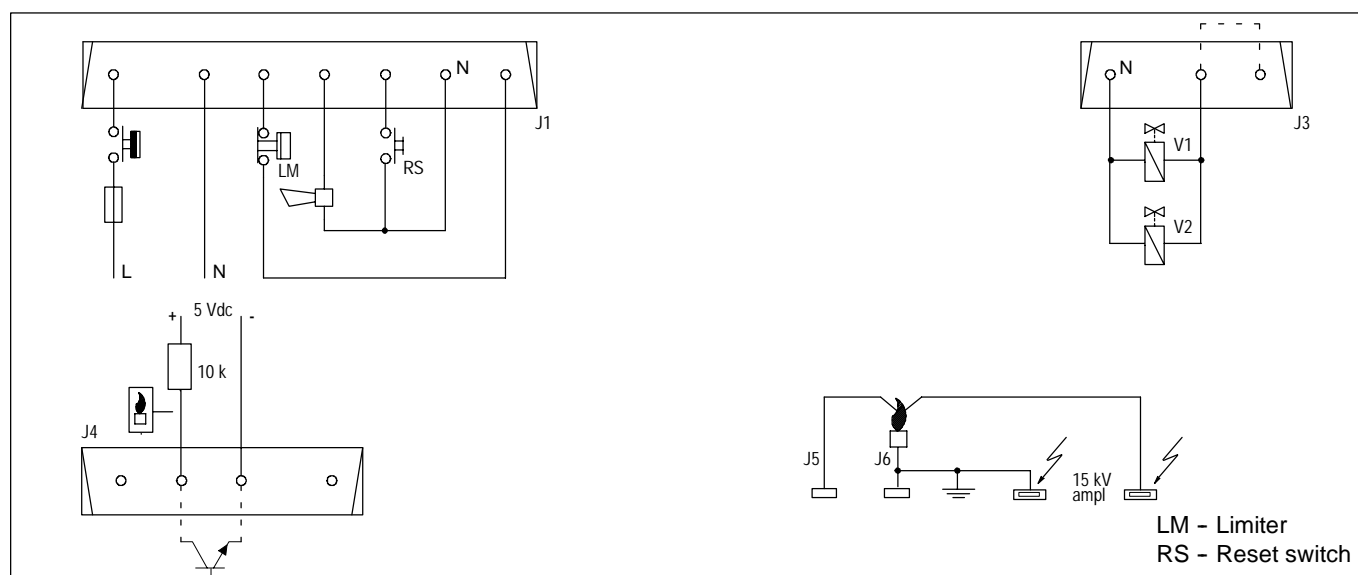 N
N
J1
J3
LM
RS
V1
V2
L
N
+ 5 Vdc -
10 k
J4
J5
J6
15 kV
ampl
LM - Limiter
RS - Reset switch